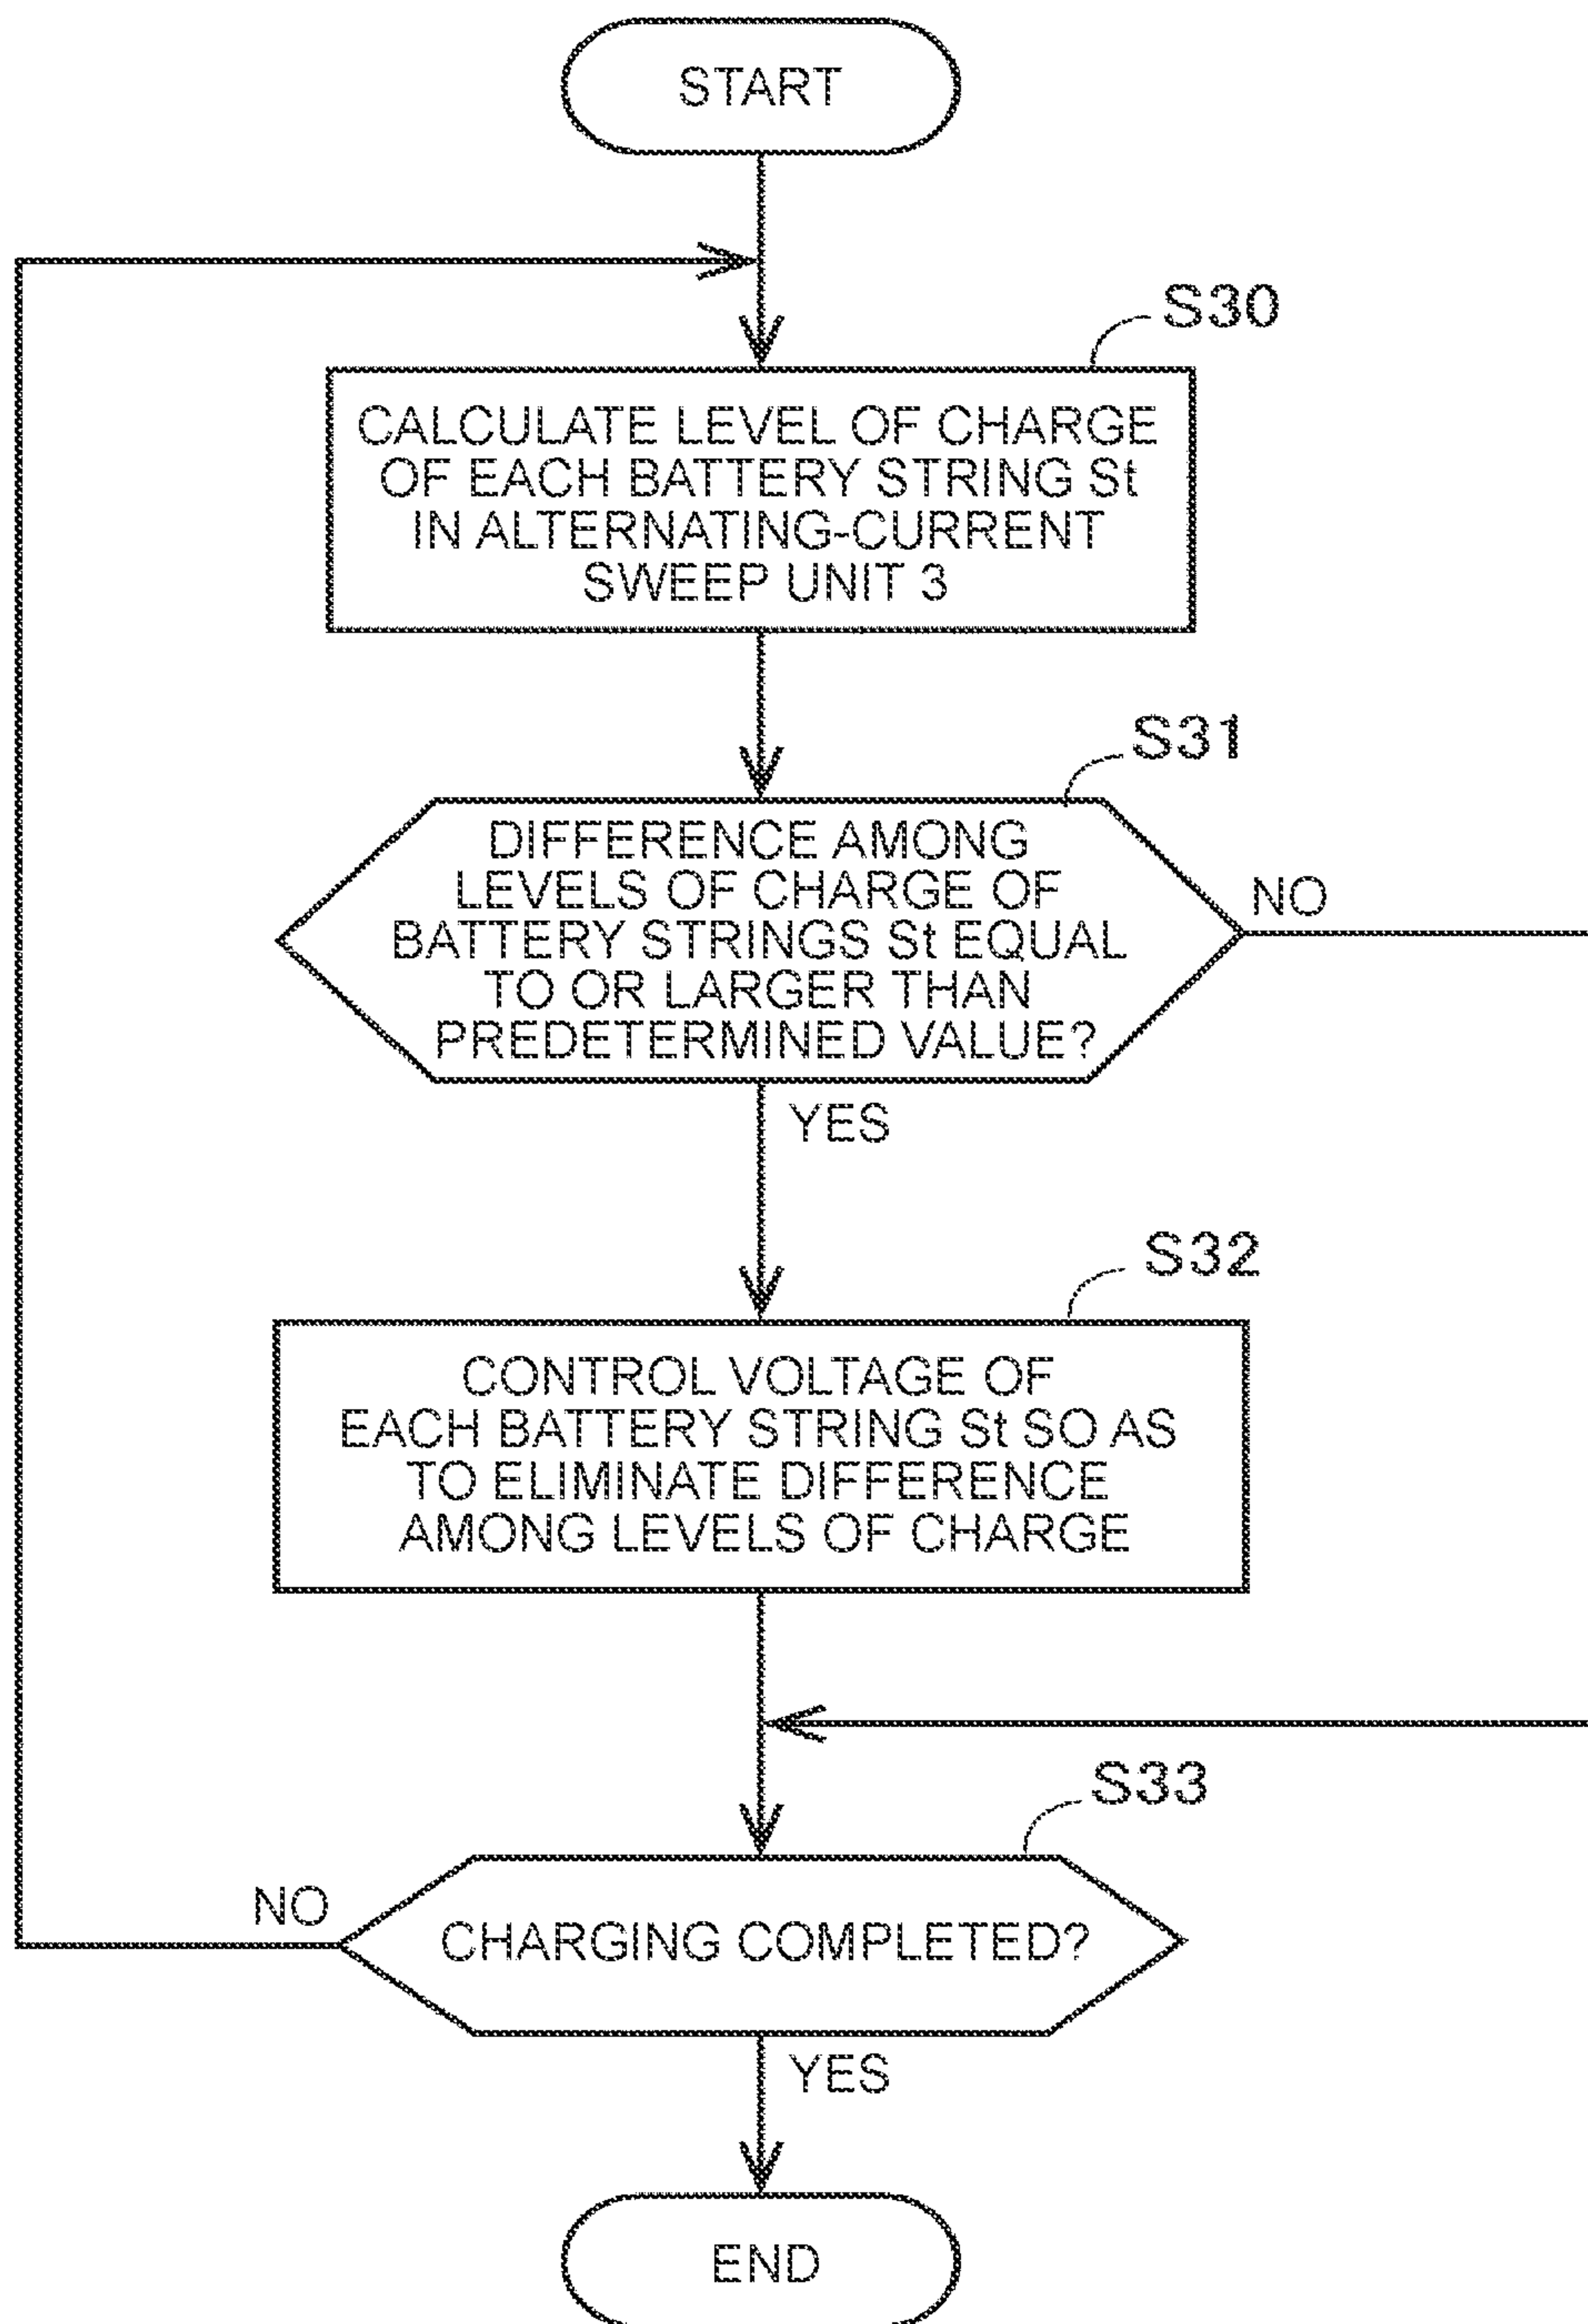 START
S30
CALCULATE LEVEL OF CHARGE
OF EACH BATTERY STRING St
IN ALTERNATING-CURRENT
SWEEP UNIT 3
S31
DIFFERENCE AMONG
LEVELS OF CHARGE OF
BATTERY STRINGS St EQUAL
TO OR LARGER THAN
PREDETERMINED VALUE?
NO
YES
S32
CONTROL VOLTAGE OF
EACH BATTERY STRING St SO AS
TO ELIMINATE DIFFERENCE
AMONG LEVELS OF CHARGE
S33
NO
CHARGING COMPLETED?
YES
END